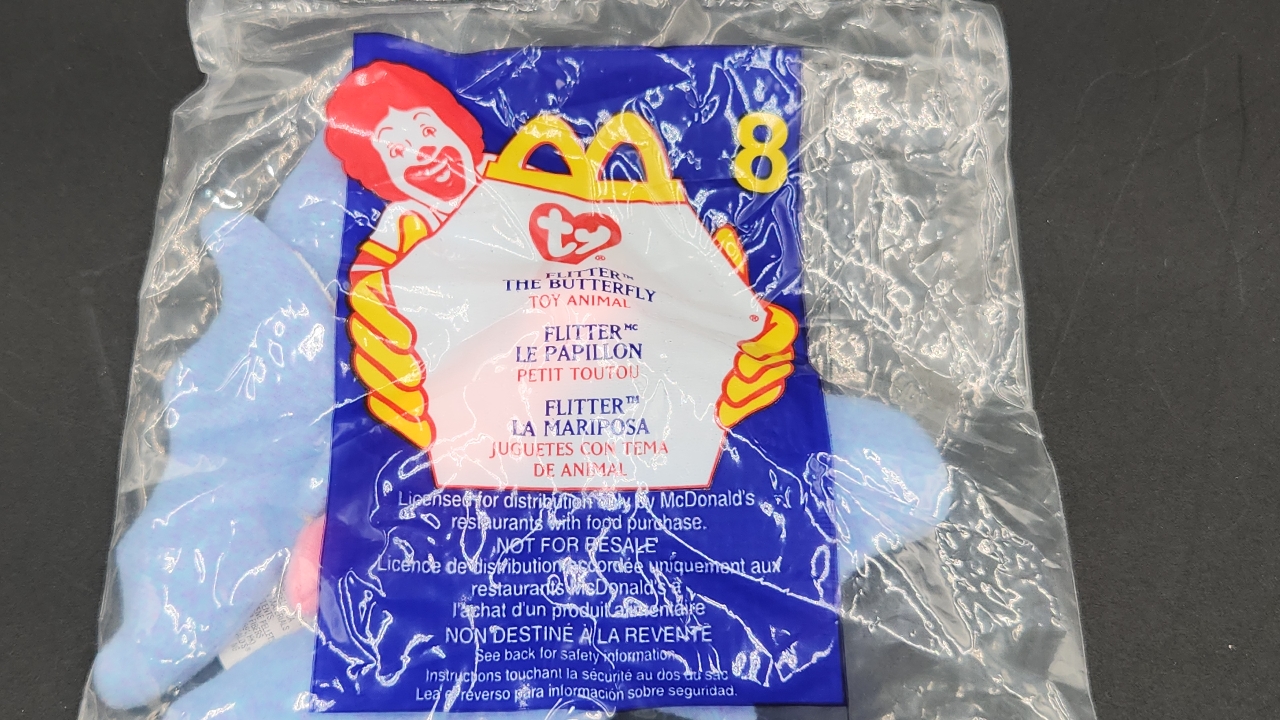 8
ty
®
FLITTER™
THE BUTTERFLY
TOY ANIMAL
®
FLITTER MC
LE PAPILLON
PETIT TOUTOU
FLITTER™
LA MARIPOSA
JUGUETES CON TEMA
DE ANIMAL
Licensed for distribution only by McDonald's
restaurants with food purchase.
NOT FOR RESALE
Licence de distribution accordée uniquement aux
restaurants McDonald's à
l'achat d'un produit alimentaire
NON DESTINÉ À LA REVENTE
See back for safety information
Instructions touchant la sécurité au dos du sac
Lea el reverso para información sobre seguridad.